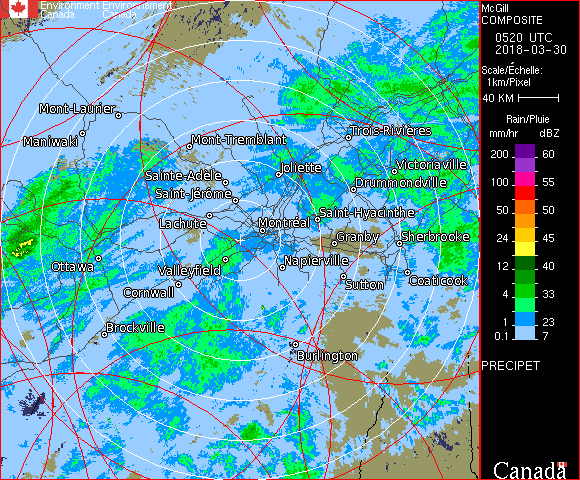 Environment Environnement
Canada Canada
McGill
COMPOSITE
0520 UTC
2018-03-30
Scale/Échelle:
1km/Pixel
40 KM
Rain/Pluie
mm/hr dBZ
200 60
100 55
50 50
24 45
12 40
4 33
1 23
0.1 7
PRECIPET
Canada
Mont-Laurier
Maniwaki
Mont-Tremblant
Trois-Rivières
Sainte-Adèle
Joliette
Victoriaville
Saint-Jérôme
Drummondville
Lachute
Montréal
Saint-Hyacinthe
Granby
Sherbrooke
Ottawa
Valleyfield
Napierville
Cornwall
Sutton
Coaticook
Brockville
Burlington